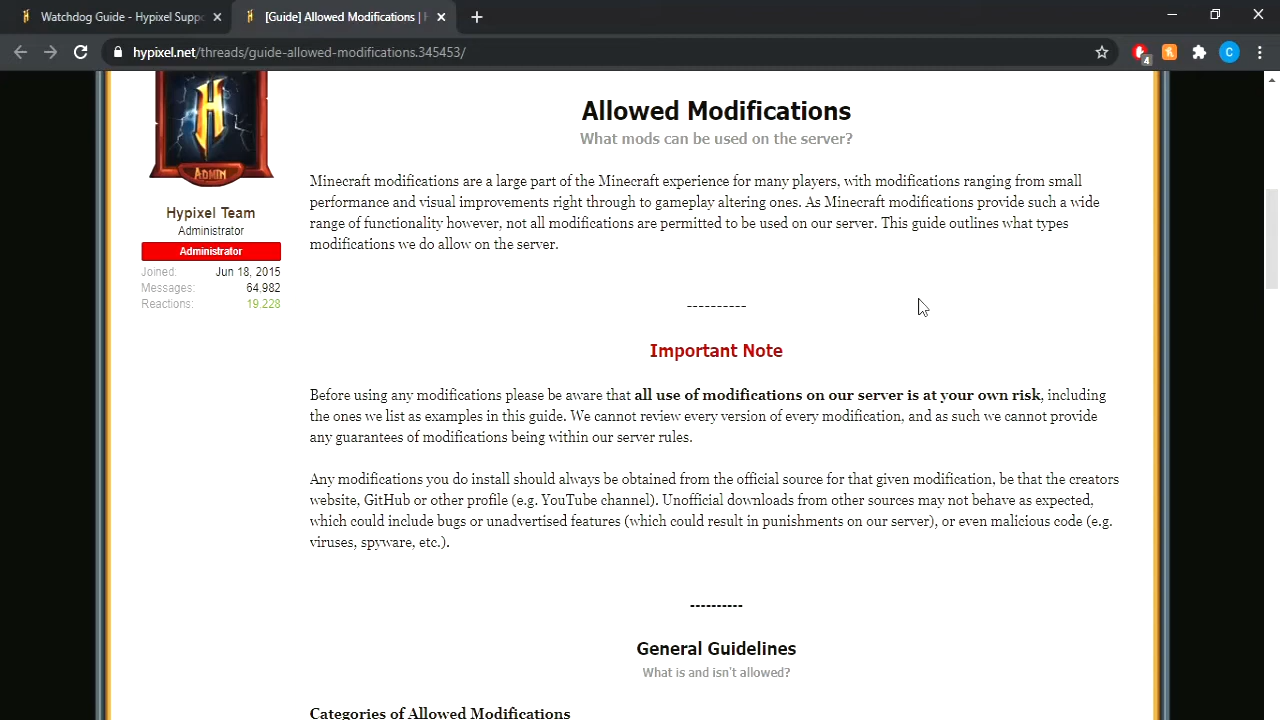 Watchdog Guide - Hypixel Supp
[Guide] Allowed Modifications | H
hypixel.net/threads/guide-allowed-modifications.345453/
4
C
ADMIN
Hypixel Team
Administrator
Administrator
Joined: Jun 18, 2015
Messages: 64.982
Reactions: 19.228
Allowed Modifications
What mods can be used on the server?
Minecraft modifications are a large part of the Minecraft experience for many players, with modifications ranging from small
performance and visual improvements right through to gameplay altering ones. As Minecraft modifications provide such a wide
range of functionality however, not all modifications are permitted to be used on our server. This guide outlines what types
modifications we do allow on the server.
----------
Important Note
Before using any modifications please be aware that all use of modifications on our server is at your own risk, including
the ones we list as examples in this guide. We cannot review every version of every modification, and as such we cannot provide
any guarantees of modifications being within our server rules.
Any modifications you do install should always be obtained from the official source for that given modification, be that the creators
website, GitHub or other profile (e.g. YouTube channel). Unofficial downloads from other sources may not behave as expected,
which could include bugs or unadvertised features (which could result in punishments on our server), or even malicious code (e.g.
viruses, spyware, etc.).
----------
General Guidelines
What is and isn't allowed?
Categories of Allowed Modifications